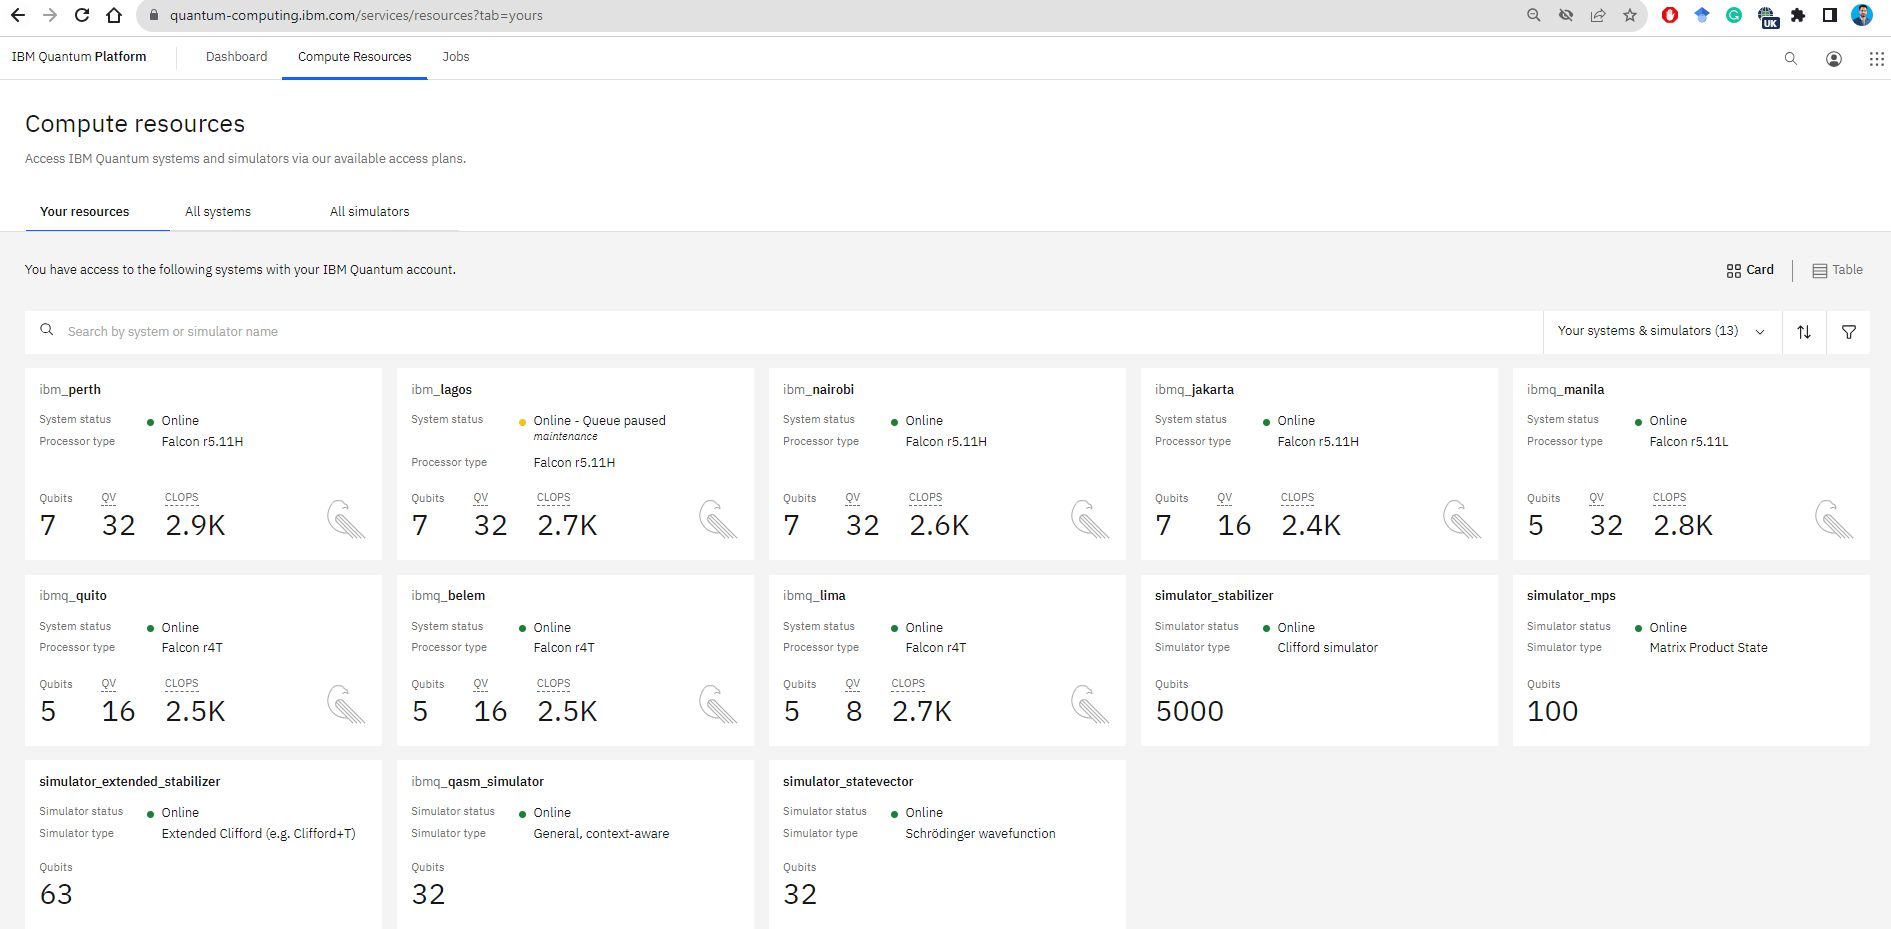 quantum-computing.ibm.com/services/resources?tab=yours
UK
IBM Quantum Platform Dashboard Compute Resources Jobs
Compute resources
Access IBM Quantum systems and simulators via our available access plans.
Your resources All systems All simulators
You have access to the following systems with your IBM Quantum account.
Card Table
Search by system or simulator name
Your systems & simulators (13)
ibm_perth
System status Online
Processor type Falcon r5.11H
Qubits QV CLOPS
7 32 2.9K
ibm_lagos
System status Online - Queue paused
maintenance
Processor type Falcon r5.11H
Qubits QV CLOPS
7 32 2.7K
ibm_nairobi
System status Online
Processor type Falcon r5.11H
Qubits QV CLOPS
7 32 2.6K
ibmq_jakarta
System status Online
Processor type Falcon r5.11H
Qubits QV CLOPS
7 16 2.4K
ibmq_manila
System status Online
Processor type Falcon r5.11L
Qubits QV CLOPS
5 32 2.8K
ibmq_quito
System status Online
Processor type Falcon r4T
Qubits QV CLOPS
5 16 2.5K
ibmq_belem
System status Online
Processor type Falcon r4T
Qubits QV CLOPS
5 16 2.5K
ibmq_lima
System status Online
Processor type Falcon r4T
Qubits QV CLOPS
5 8 2.7K
simulator_stabilizer
Simulator status Online
Simulator type Clifford simulator
Qubits
5000
simulator_mps
Simulator status Online
Simulator type Matrix Product State
Qubits
100
simulator_extended_stabilizer
Simulator status Online
Simulator type Extended Clifford (e.g. Clifford+T)
Qubits
63
ibmq_qasm_simulator
Simulator status Online
Simulator type General, context-aware
Qubits
32
simulator_statevector
Simulator status Online
Simulator type Schrödinger wavefunction
Qubits
32